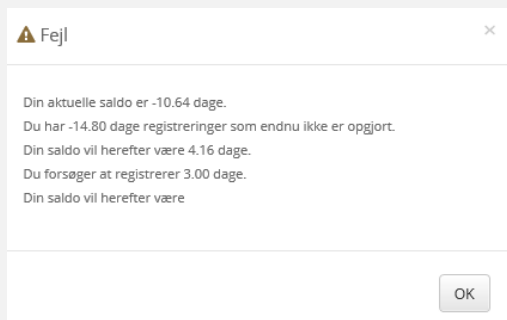 Fejl
Din aktuelle saldo er -10.64 dage.
Du har -14.80 dage registreringer som endnu ikke er opgjort.
Din saldo vil herefter være 4.16 dage.
Du forsøger at registrerer 3.00 dage.
Din saldo vil herefter være
OK